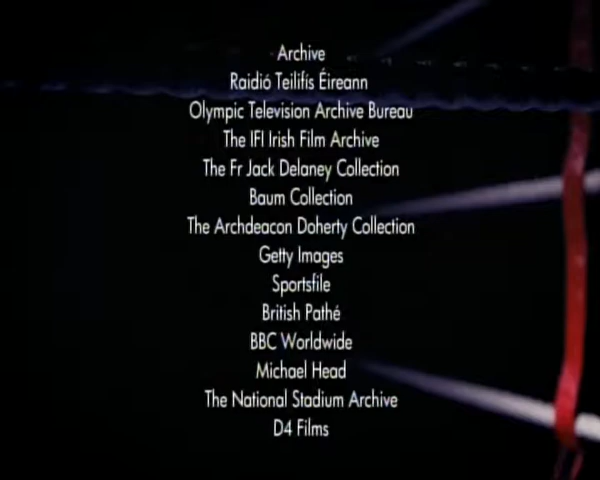 Archive
Raidió Teilifís Éireann
Olympic Television Archive Bureau
The IFI Irish Film Archive
The Fr Jack Delaney Collection
Baum Collection
The Archdeacon Doherty Collection
Getty Images
Sportsfile
British Pathé
BBC Worldwide
Michael Head
The National Stadium Archive
D4 Films